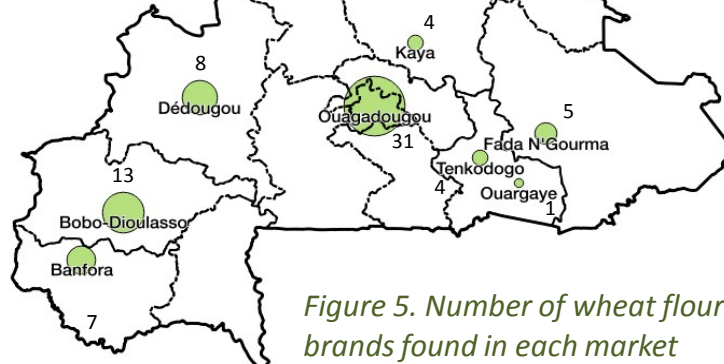 4
Kaya
8
Dédougou
Ouagadougou
31
5
Fada N'Gourma
Tenkodogo
4
Ouargaye
1
13
Bobo-Dioulasso
Banfora
7
Figure 5. Number of wheat flour
brands found in each market